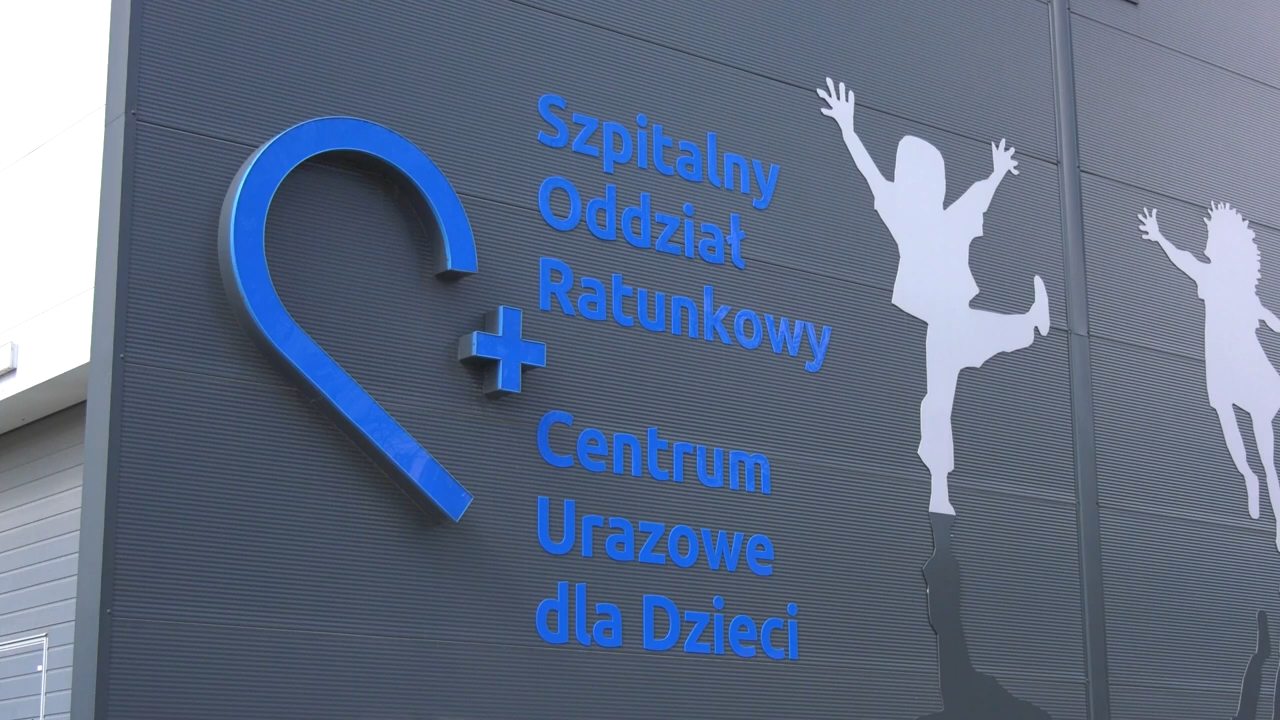 Szpitalny
Oddział
Ratunkowy
Centrum
Urazowe
dla Dzieci